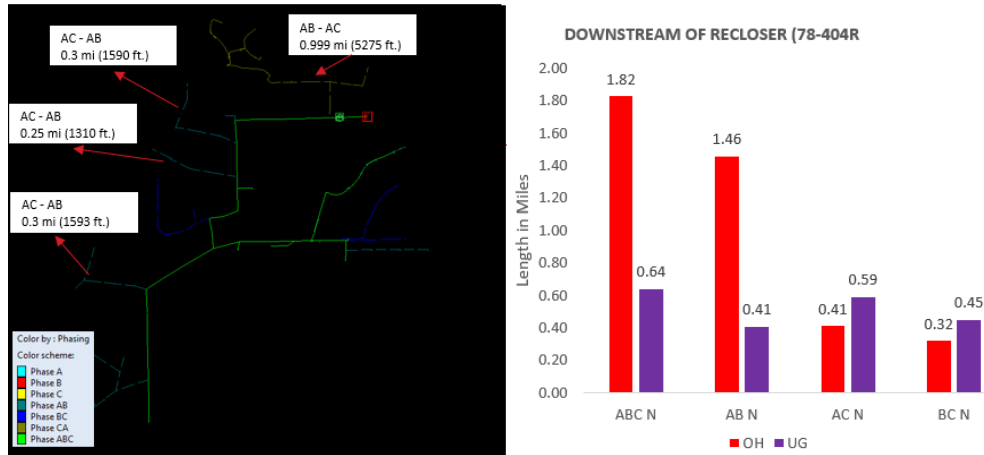 AC - AB
0.3 mi (1590 ft.)
AB - AC
0.999 mi (5275 ft.)
AC - AB
0.25 mi (1310 ft.)
AC - AB
0.3 mi (1593 ft.)
Color by : Phasing
Color scheme:
Phase A
Phase B
Phase C
Phase AB
Phase BC
Phase CA
Phase ABC
DOWNSTREAM OF RECLOSER (78-404R
Length in Miles
2.00
1.80
1.60
1.40
1.20
1.00
0.80
0.60
0.40
0.20
0.00
1.82
0.64
1.46
0.41
0.41
0.59
0.32
0.45
ABC N
AB N
AC N
BC N
OH
UG